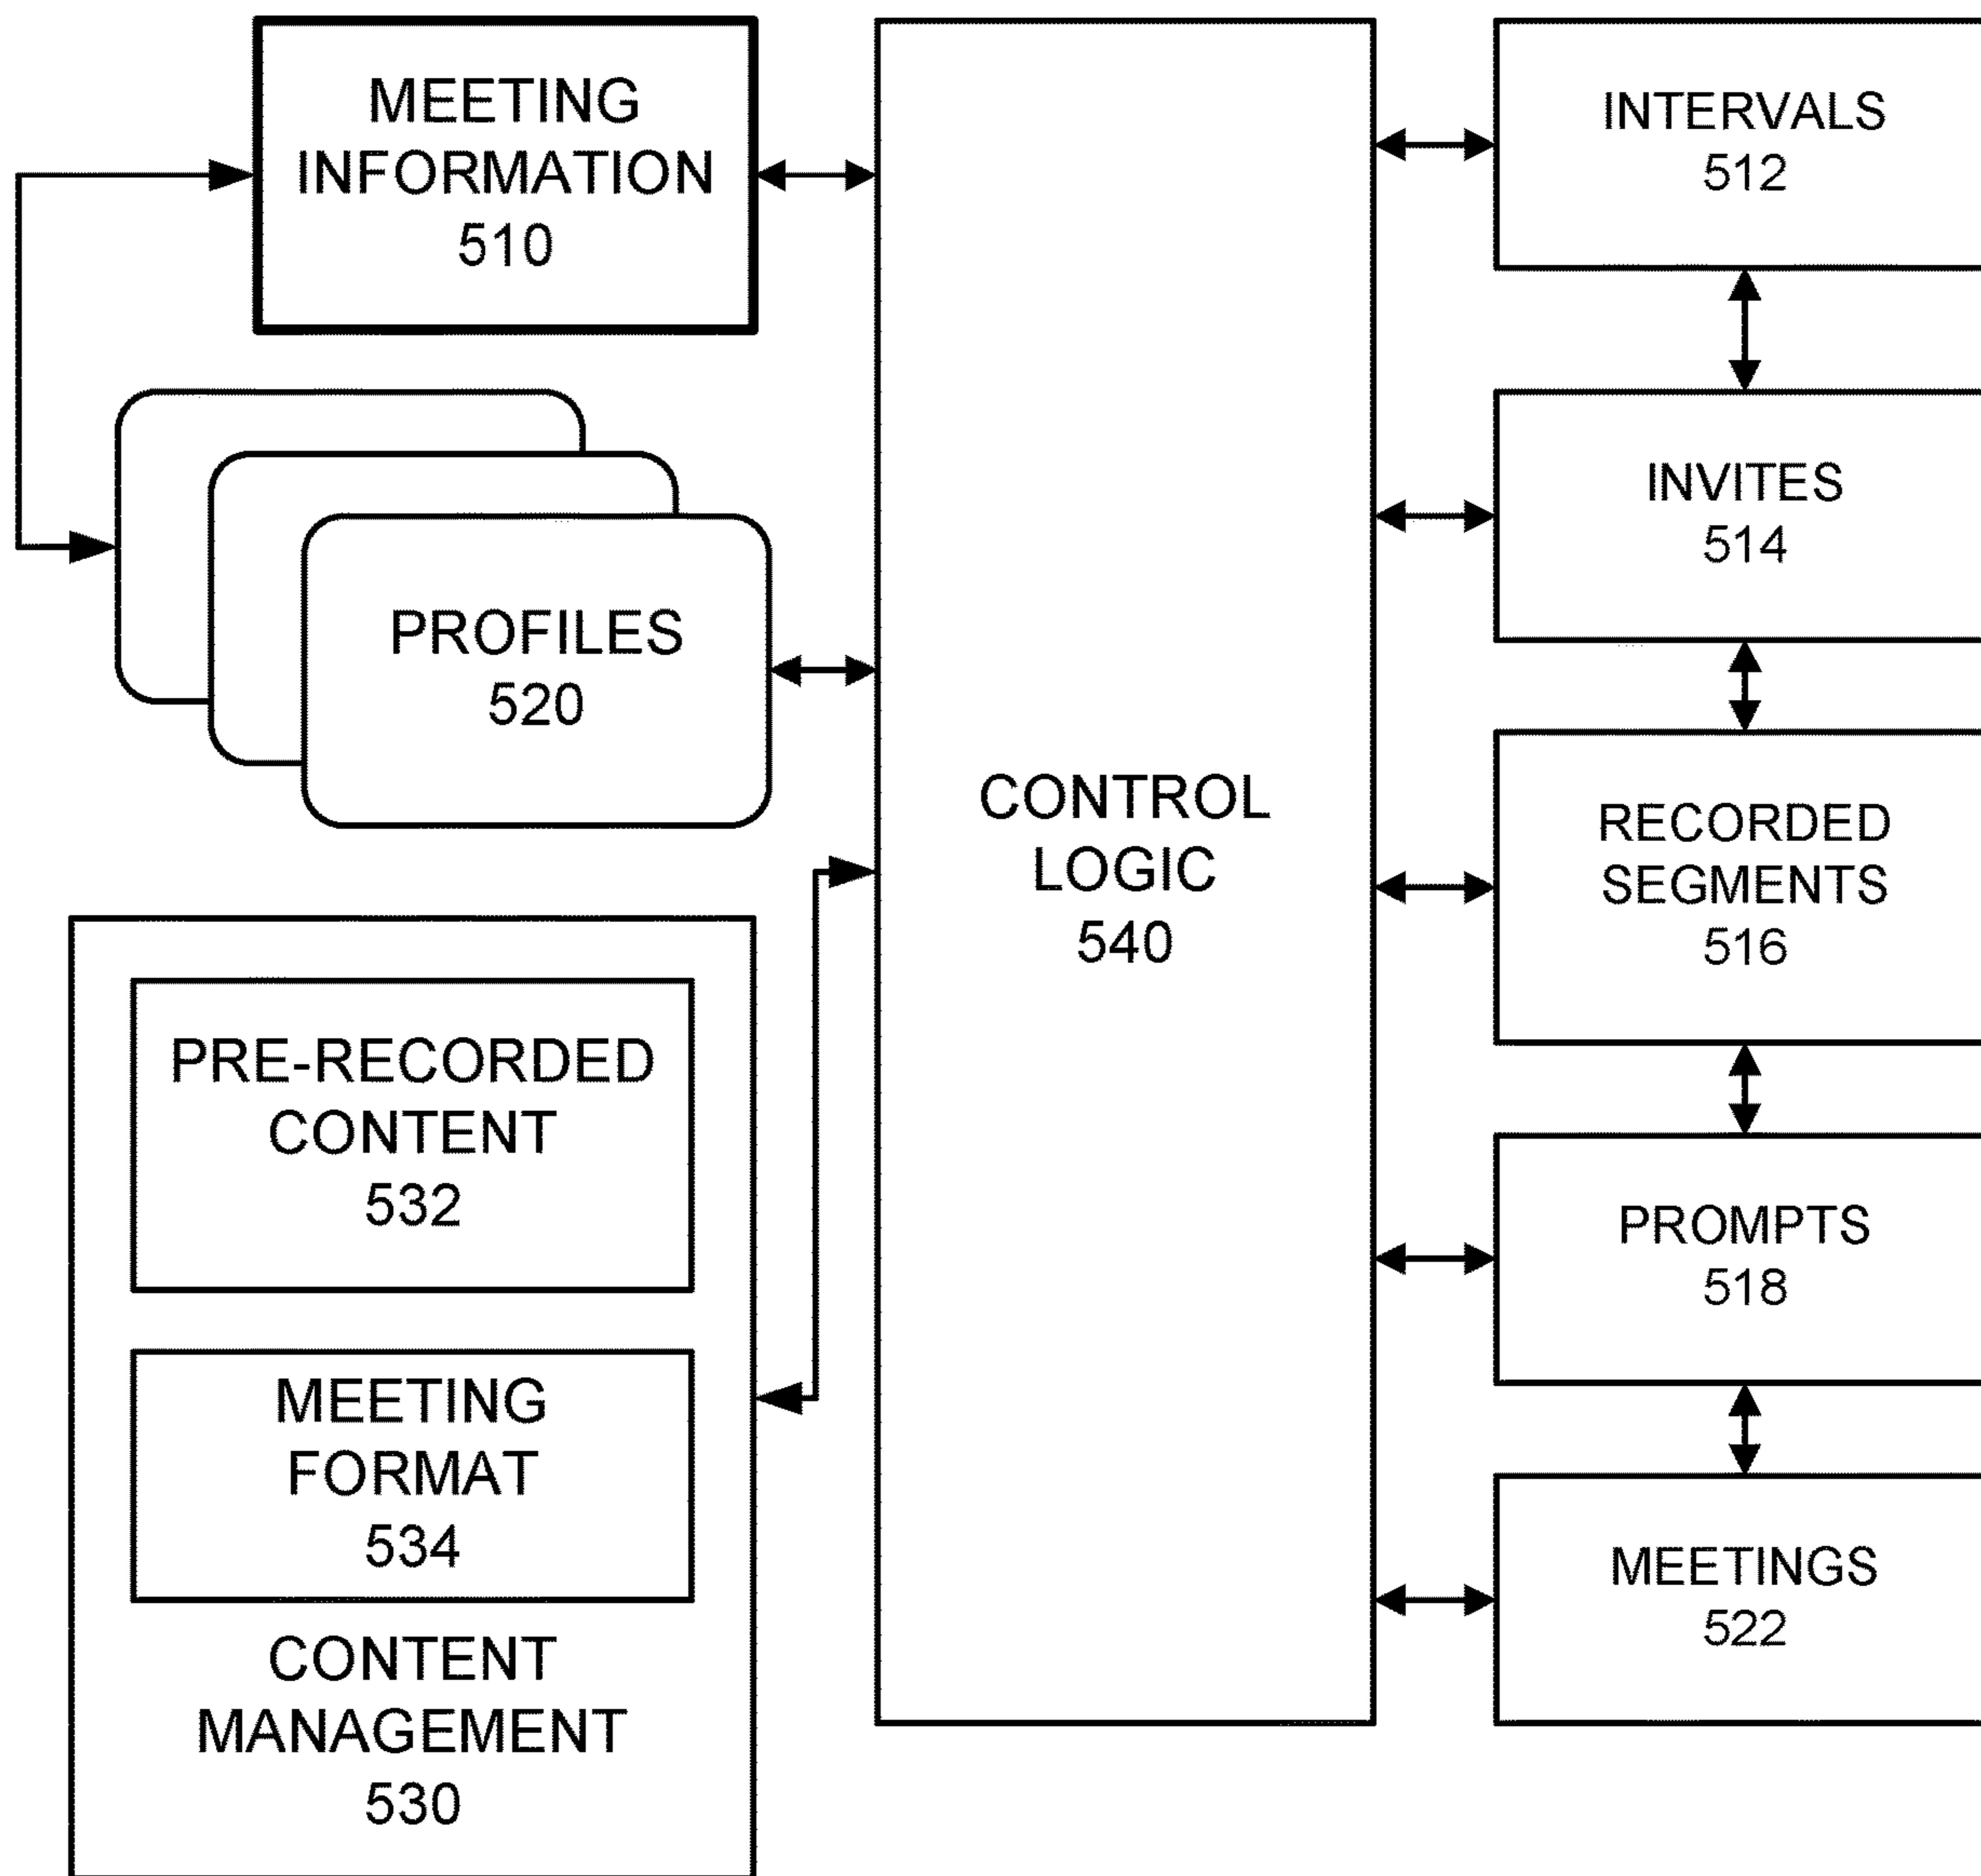 MEETING
INFORMATION
510
PROFILES
520
PRE-RECORDED
CONTENT
532
MEETING
FORMAT
534
CONTENT
MANAGEMENT
530
CONTROL
LOGIC
540
INTERVALS
512
INVITES
514
RECORDED
SEGMENTS
516
PROMPTS
518
MEETINGS
522